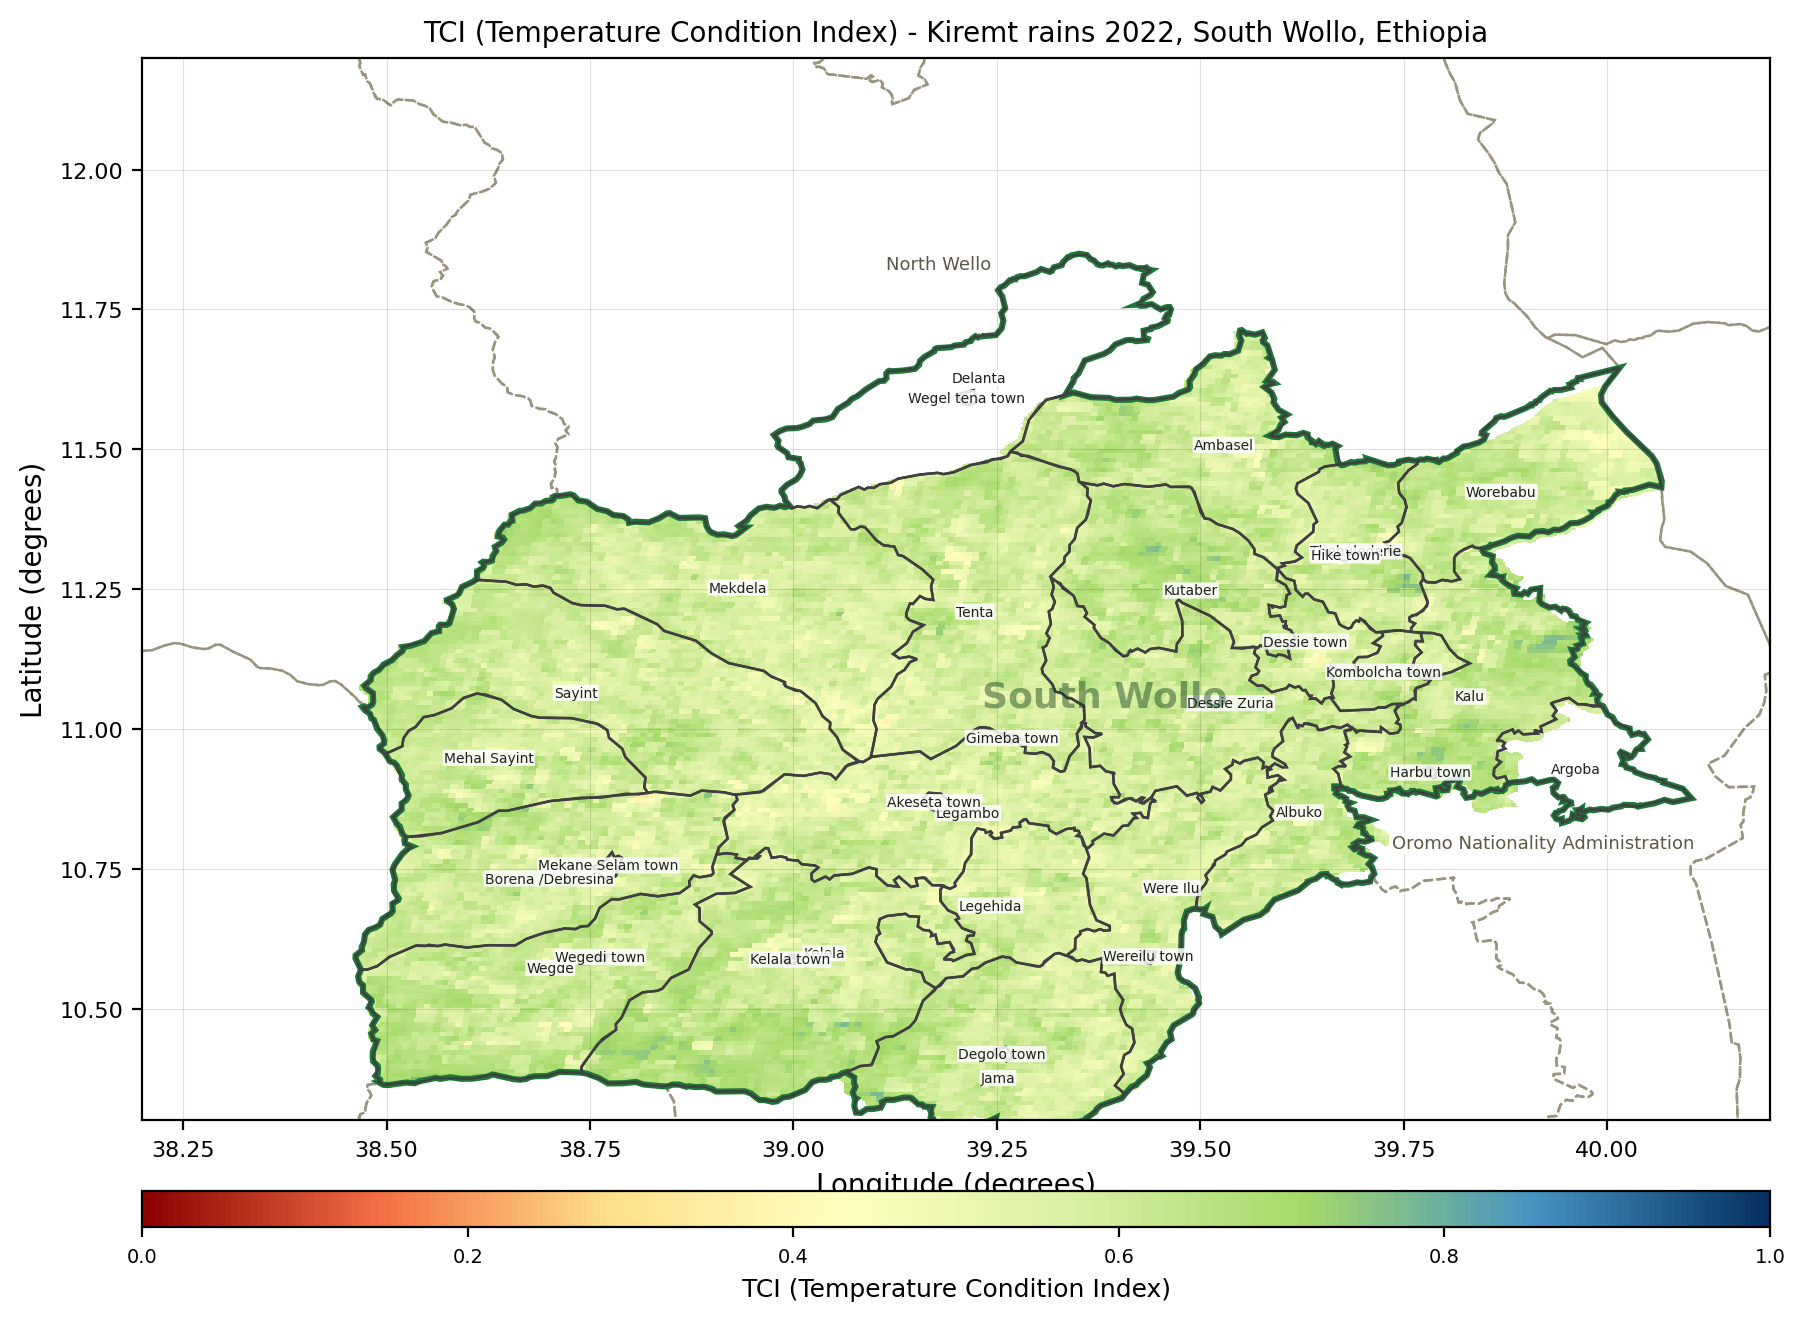 TCI (Temperature Condition Index) - Kiremt rains 2022, South Wollo, Ethiopia
12.00
North Wello
11.75
Delanta
Wegel tena town
11.50
Ambasel
Worebabu
Hike town
11.25
Mekdela
Kutaber
Tenta
Dessie town
Kombolcha town
Sayint
South Wollo
Dessie Zuria
Kalu
11.00
Gimeba town
Mehal Sayint
Harbu town
Argoba
Akeseta town
Legambo
Albuko
Oromo Nationality Administration
10.75
Mekane Selam town
Borena /Debresina
Were Ilu
Legehida
Wegedi town
Kelala town
Wereilu town
10.50
Degolo town
Jama
Latitude (degrees)
38.25 38.50 38.75 39.00 39.25 39.50 39.75 40.00
Longitude (degrees)
0.0 0.2 0.4 0.6 0.8 1.0
TCI (Temperature Condition Index)